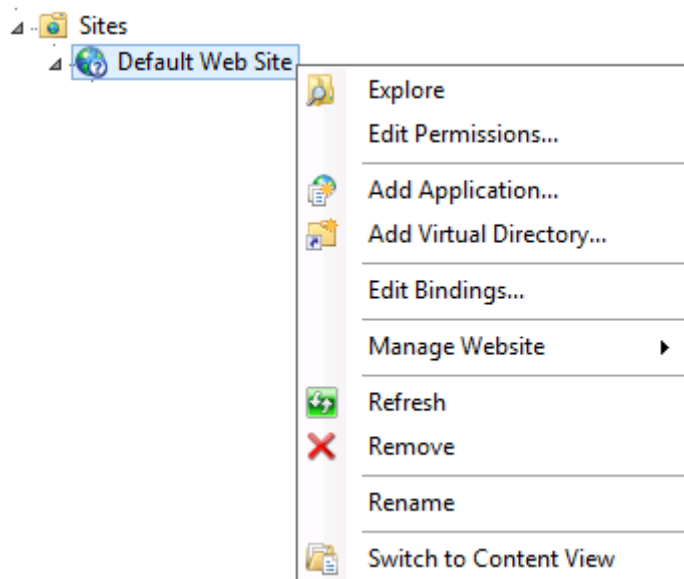 Sites
Default Web Site
Explore
Edit Permissions...
Add Application...
Add Virtual Directory...
Edit Bindings...
Manage Website
Refresh
Remove
Rename
Switch to Content View